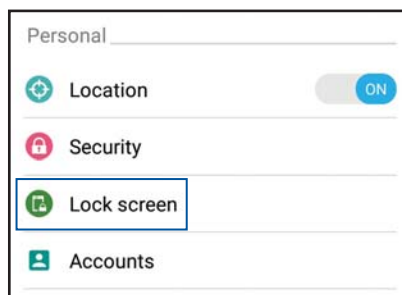 Personal
Location
ON
Security
Lock screen
Accounts